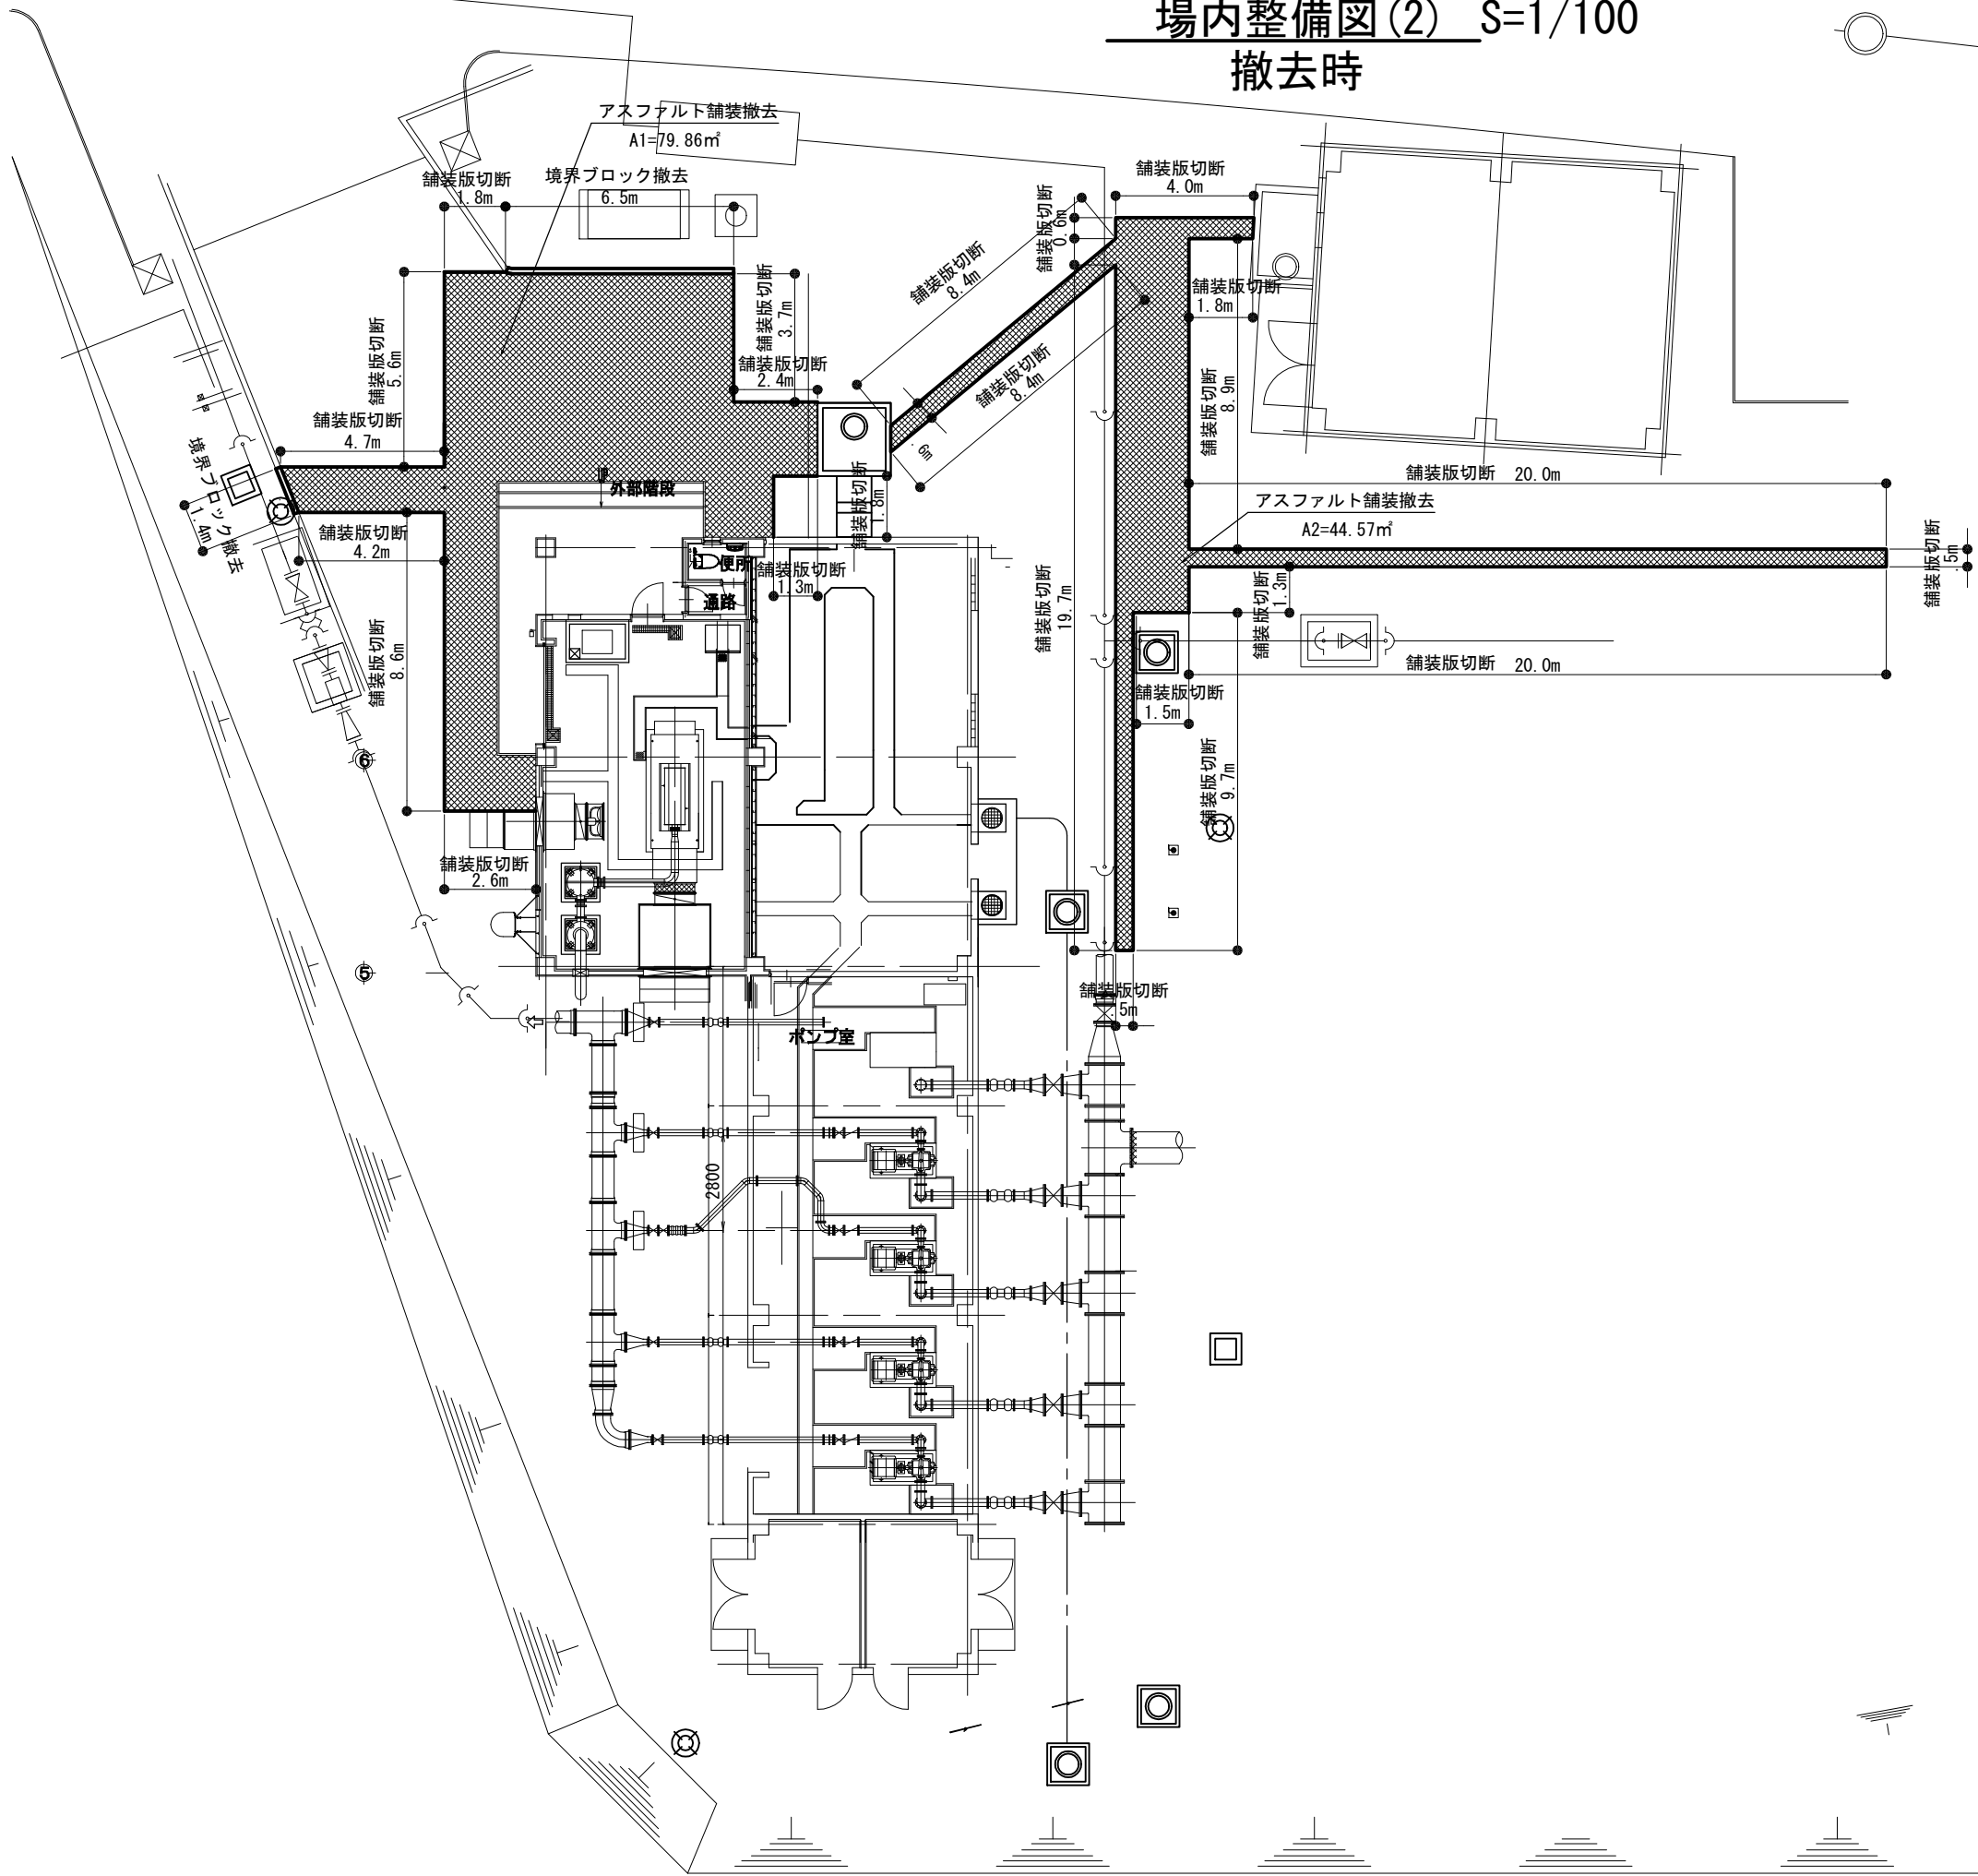 場内整備図(2) S=1/100
撤去時
アスファルト舗装撤去
A1=79.86㎡
舗装版切断
1.8m
境界ブロック撤去
6.5m
舗装版切断
4.0m
舗装版切断
0.6m
舗装版切断
8.4m
舗装版切断
3.7m
舗装版切断
1.8m
舗装版切断
5.6m
舗装版切断
2.4m
舗装版切断
8.4m
.6m
舗装版切断
8.9m
舗装版切断
4.7m
境界ブロック撤去
1.4m
舗装版切断 20.0m
外部階段
舗装版切断
1.8m
アスファルト舗装撤去
A2=44.57㎡
舗装版切断
4.2m
舗装版切断
.5m
便所
舗装版切断
1.3m
通路
舗装版切断
19.7m
舗装版切断
1.3m
舗装版切断
8.6m
舗装版切断 20.0m
舗装版切断
1.5m
⑥
舗装版切断
9.7m
舗装版切断
2.6m
⑤
舗装版切断
.5m
ポンプ室
2800